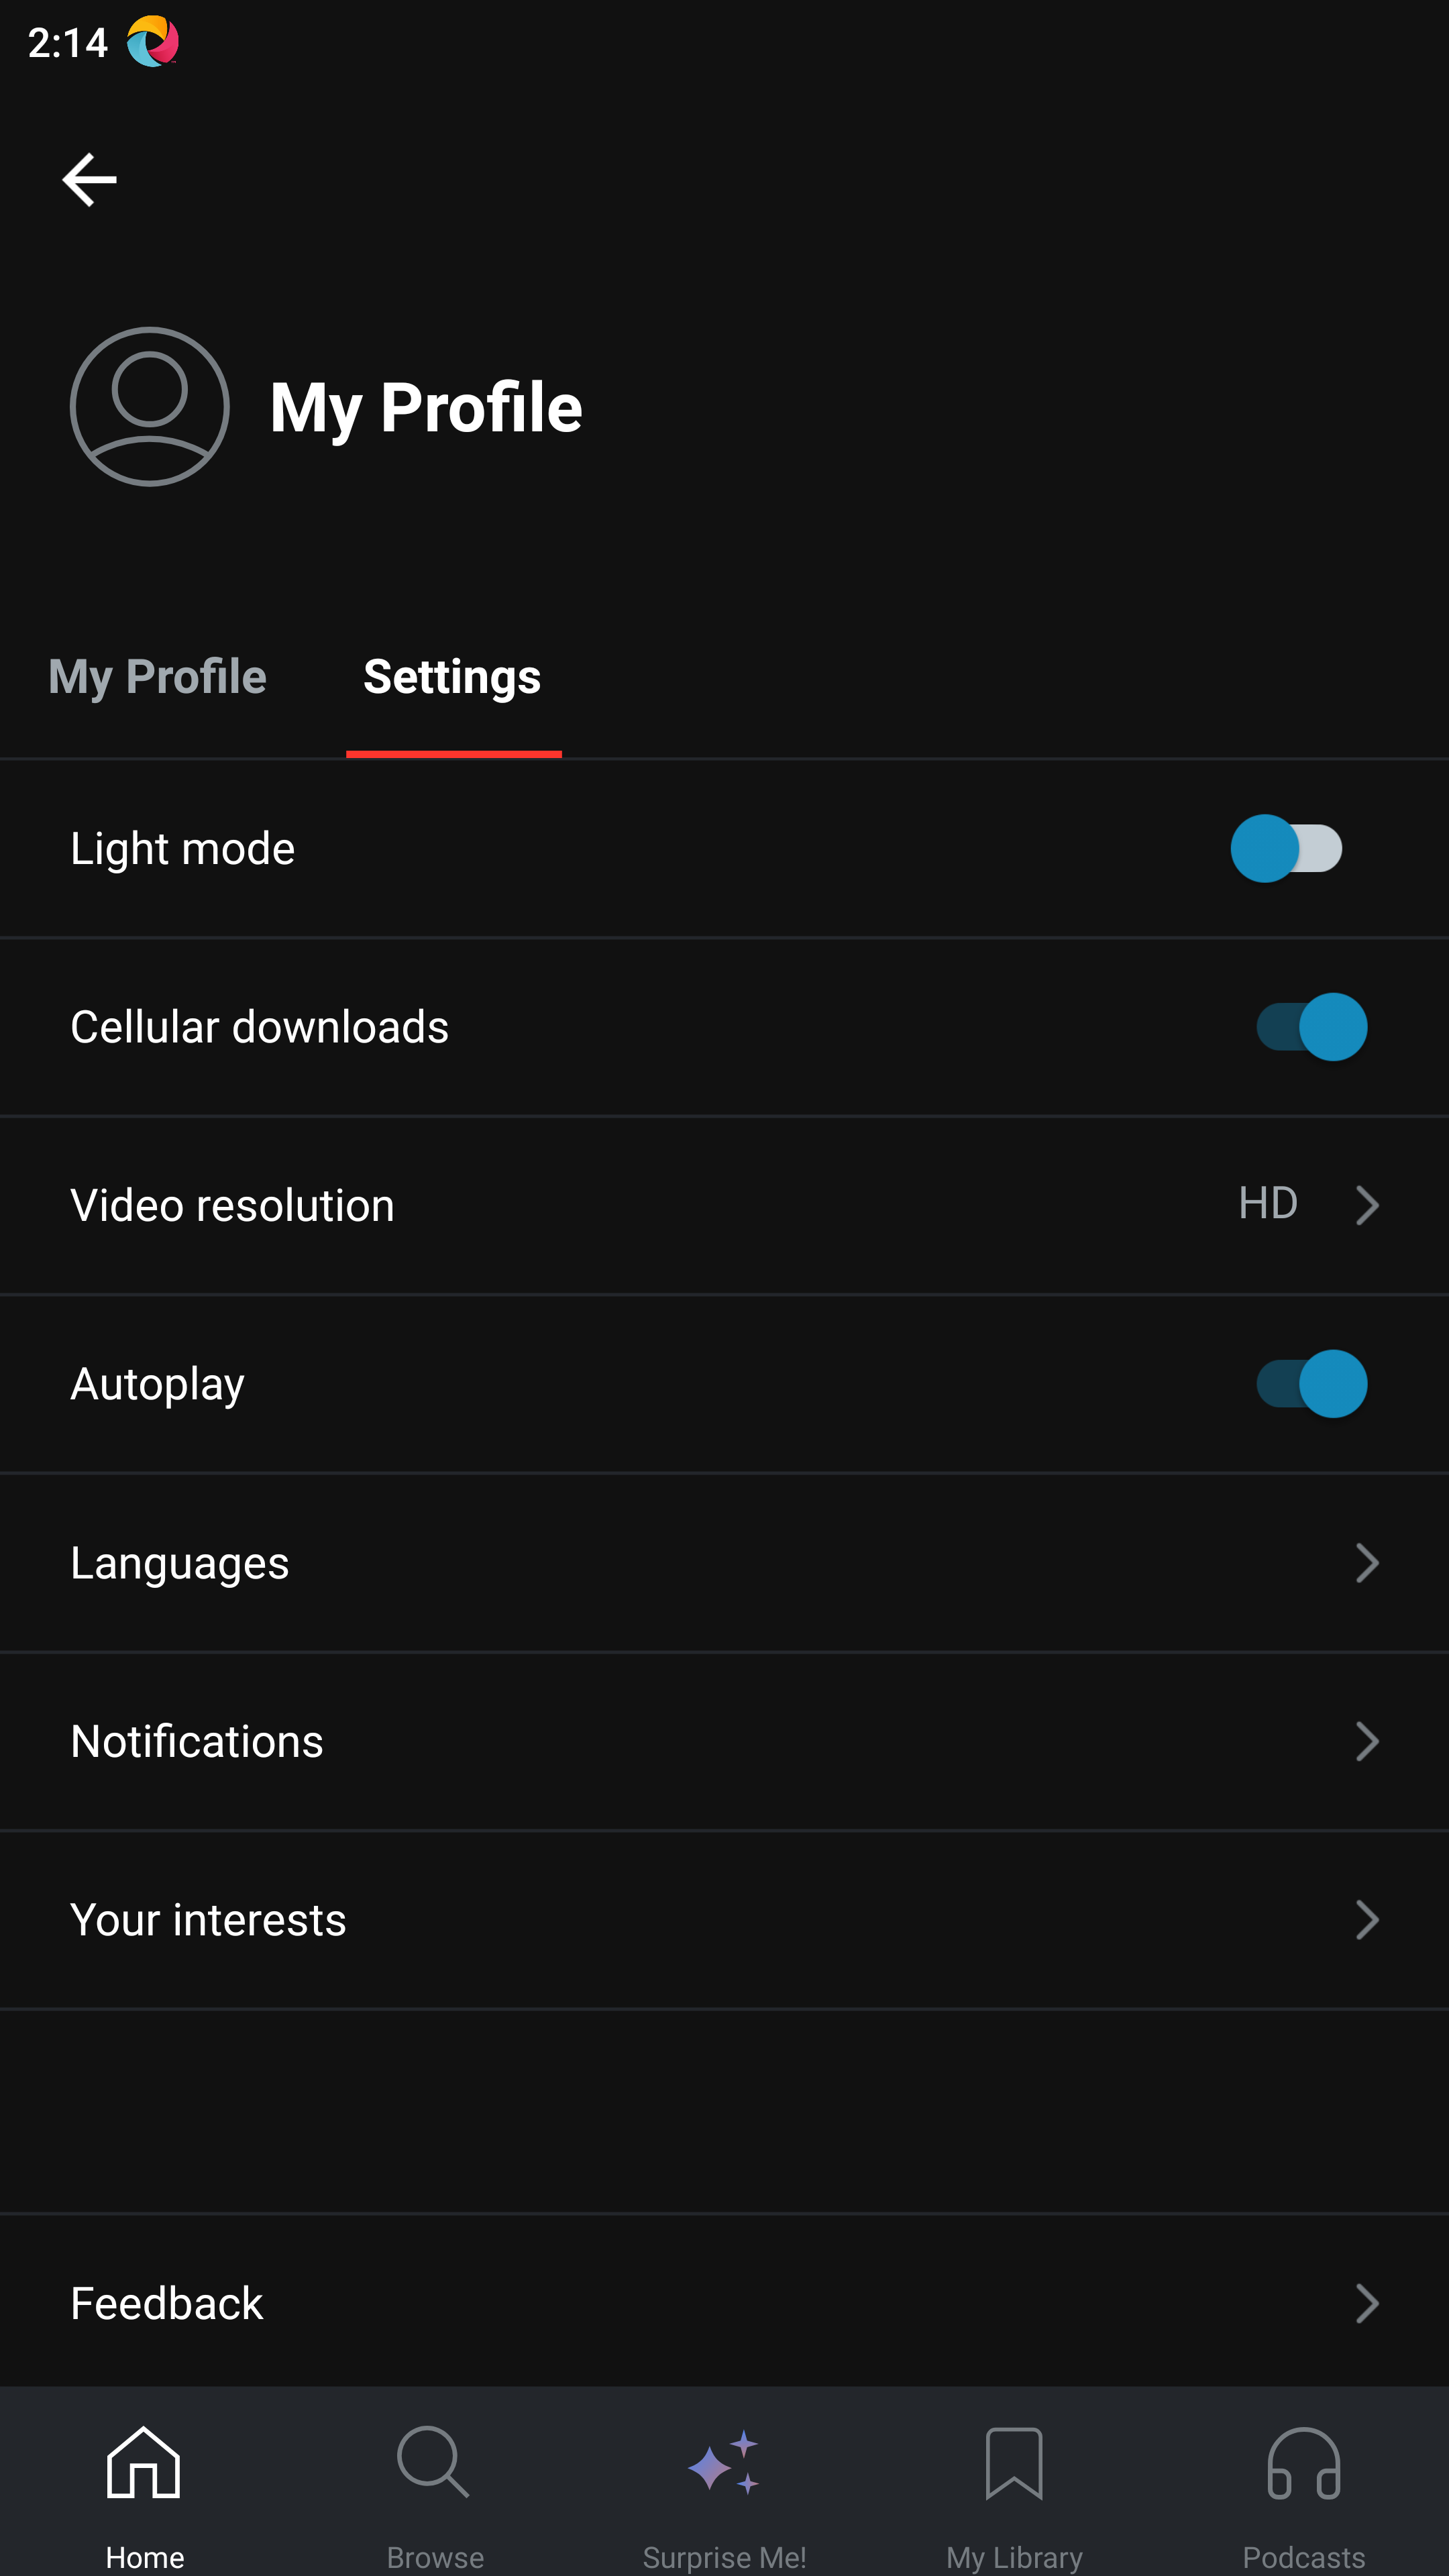 2:14
My Profile
My Profile Settings
Light mode
Cellular downloads
Video resolution HD
Autoplay
Languages
Notifications
Your interests
Feedback
Home Browse Surprise Me! My Library Podcasts